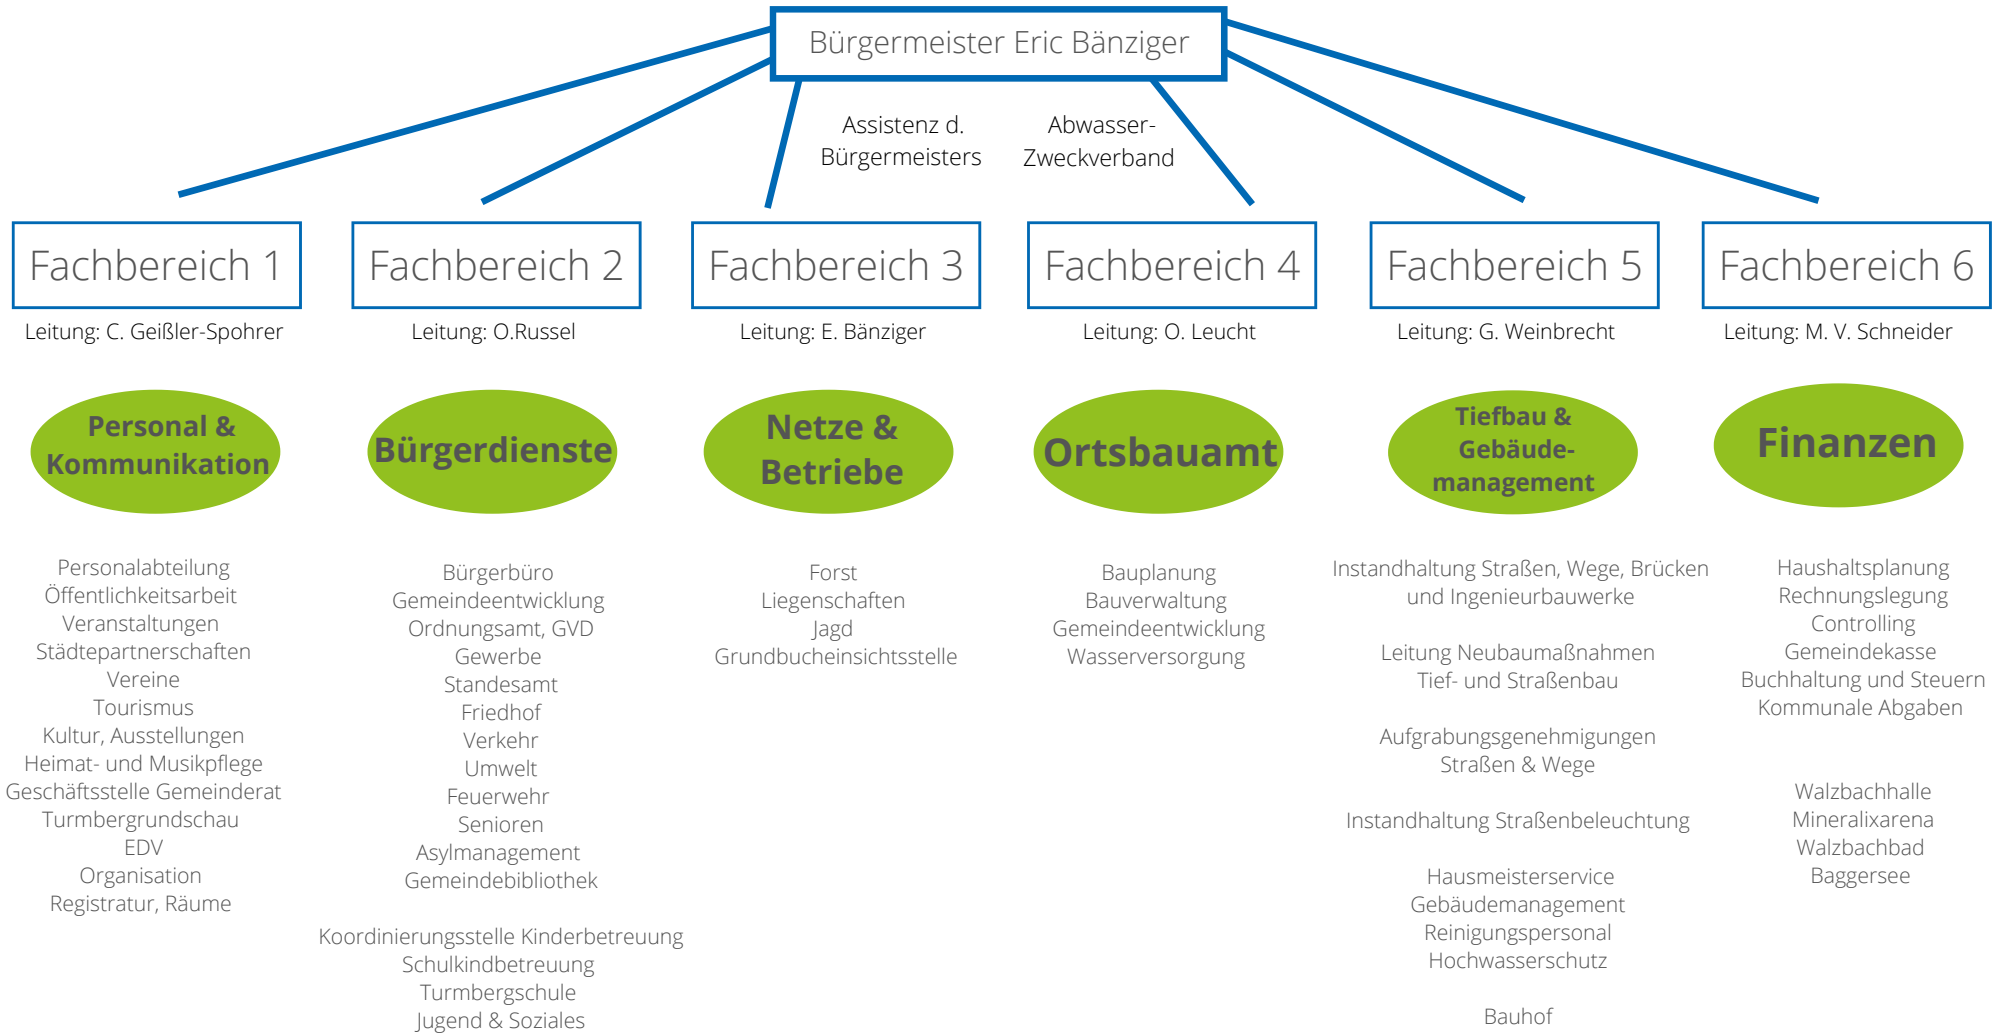 Bürgermeister Eric Bänziger
Assistenz d.
Bürgermeisters
Abwasser-
Zweckverband
Fachbereich 1
Leitung: C. Geißler-Spohrer
Personal &
Kommunikation
Personalabteilung
Öffentlichkeitsarbeit
Veranstaltungen
Städtepartnerschaften
Vereine
Tourismus
Kultur, Ausstellungen
Heimat- und Musikpflege
Geschäftsstelle Gemeinderat
Turmbergrundschau
EDV
Organisation
Registratur, Räume
Fachbereich 2
Leitung: O.Russel
Bürgerdienste
Bürgerbüro
Gemeindeentwicklung
Ordnungsamt, GVD
Gewerbe
Standesamt
Friedhof
Verkehr
Umwelt
Feuerwehr
Senioren
Asylmanagement
Gemeindebibliothek
Koordinierungsstelle Kinderbetreuung
Schulkindbetreuung
Turmbergschule
Jugend & Soziales
Fachbereich 3
Leitung: E. Bänziger
Netze &
Betriebe
Forst
Liegenschaften
Jagd
Grundbucheinsichtsstelle
Fachbereich 4
Leitung: O. Leucht
Ortsbauamt
Bauplanung
Bauverwaltung
Gemeindeentwicklung
Wasserversorgung
Fachbereich 5
Leitung: G. Weinbrecht
Tiefbau &
Gebäude-
management
Instandhaltung Straßen, Wege, Brücken
und Ingenieurbauwerke
Leitung Neubaumaßnahmen
Tief- und Straßenbau
Aufgrabungsgenehmigungen
Straßen & Wege
Instandhaltung Straßenbeleuchtung
Hausmeisterservice
Gebäudemanagement
Reinigungspersonal
Hochwasserschutz
Bauhof
Fachbereich 6
Leitung: M. V. Schneider
Finanzen
Haushaltsplanung
Rechnungslegung
Controlling
Gemeindekasse
Buchhaltung und Steuern
Kommunale Abgaben
Walzbachhalle
Mineralixarena
Walzbachbad
Baggersee